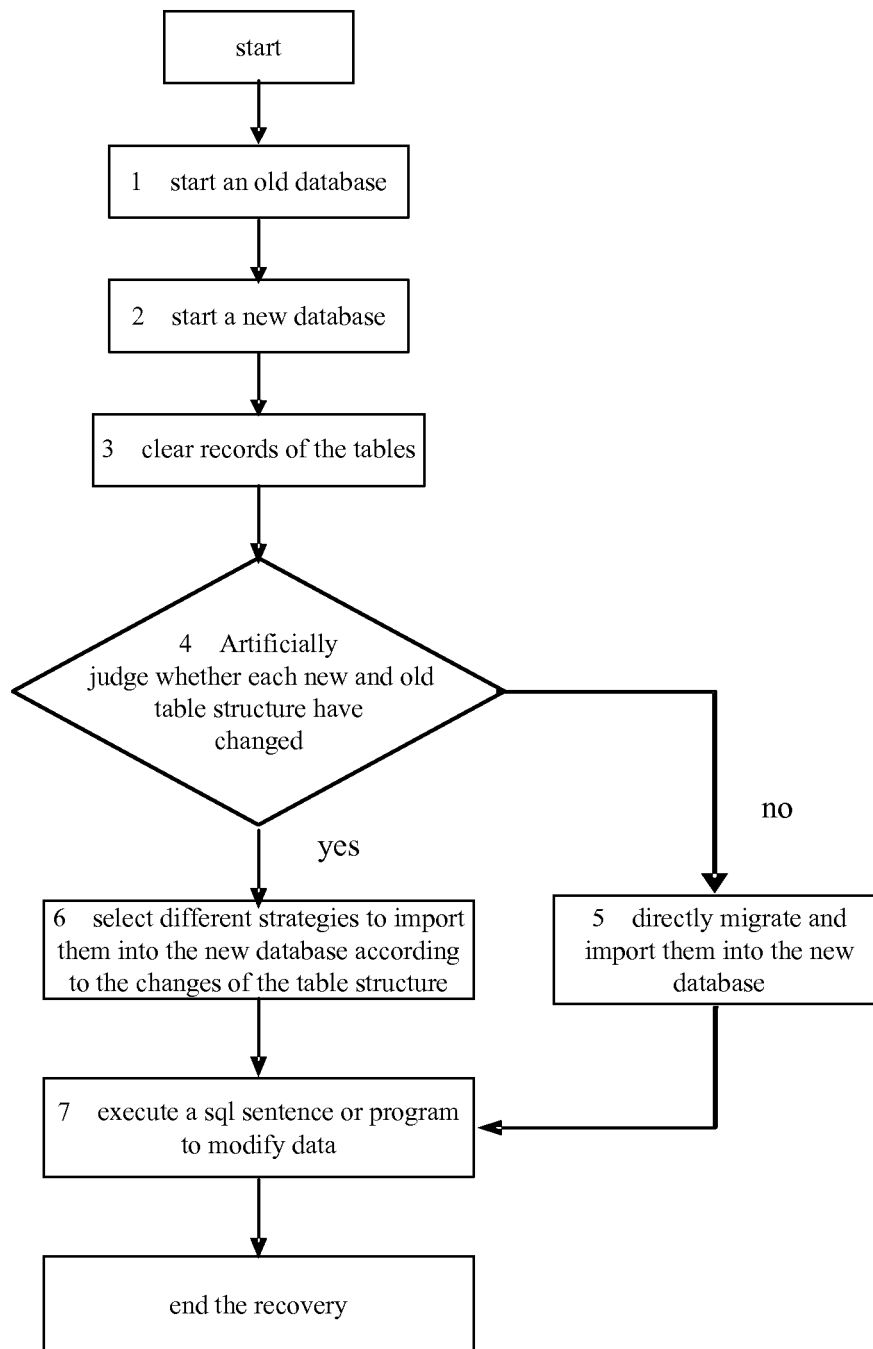 start
1 start an old database
2 start a new database
3 clear records of the tables
4 Artificially
judge whether each new and old
table structure have
changed
yes
no
6 select different strategies to import
them into the new database according
to the changes of the table structure
5 directly migrate and
import them into the new
database
7 execute a sql sentence or program
to modify data
end the recovery